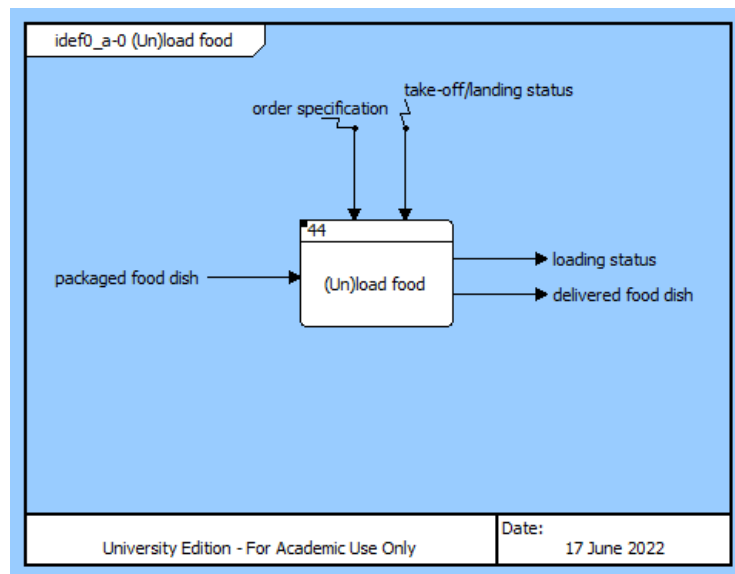 idef0_a-0 (Un)load food
take-off/landing status
order specification
44
(Un)load food
packaged food dish
loading status
delivered food dish
University Edition - For Academic Use Only
Date:
17 June 2022